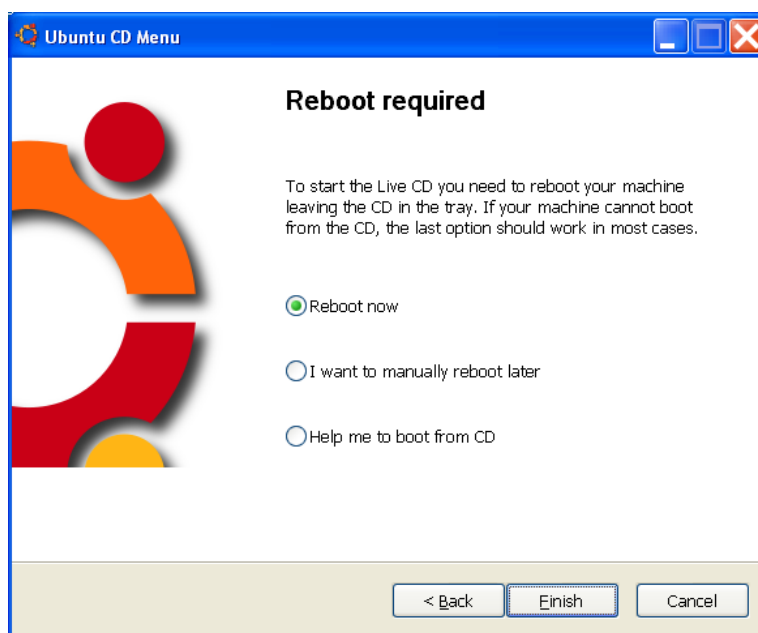 Ubuntu CD Menu
Reboot required
To start the Live CD you need to reboot your machine
leaving the CD in the tray. If your machine cannot boot
from the CD, the last option should work in most cases.
Reboot now
I want to manually reboot later
Help me to boot from CD
< Back Finish Cancel